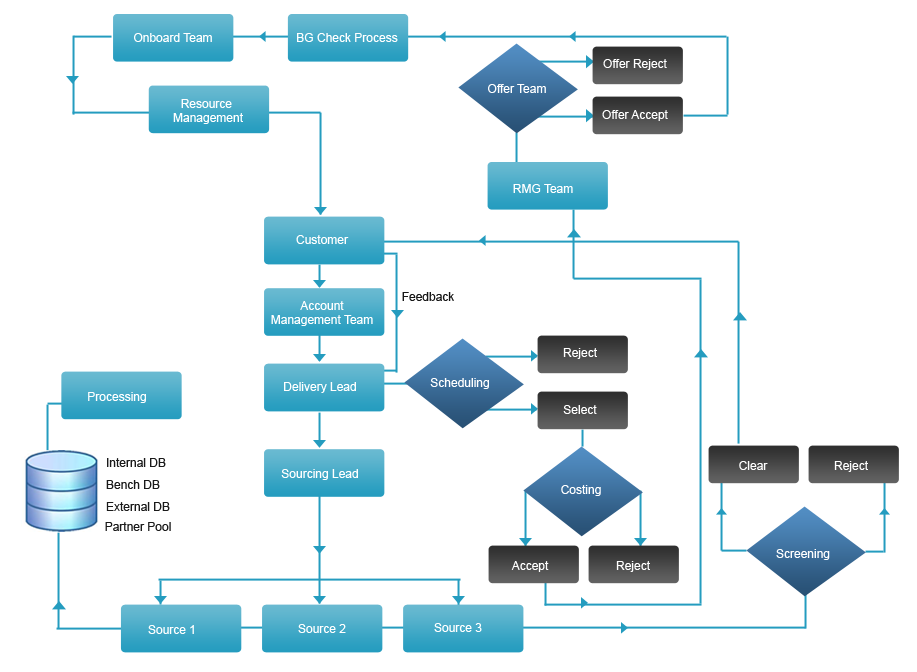 Onboard Team
BG Check Process
Offer Reject
Offer Team
Resource
Management
Offer Accept
RMG Team
Customer
Feedback
Account
Management Team
Reject
Scheduling
Delivery Lead
Processing
Select
Internal DB
Bench DB
External DB
Partner Pool
Sourcing Lead
Costing
Clear
Reject
Accept
Reject
Screening
Source 1
Source 2
Source 3